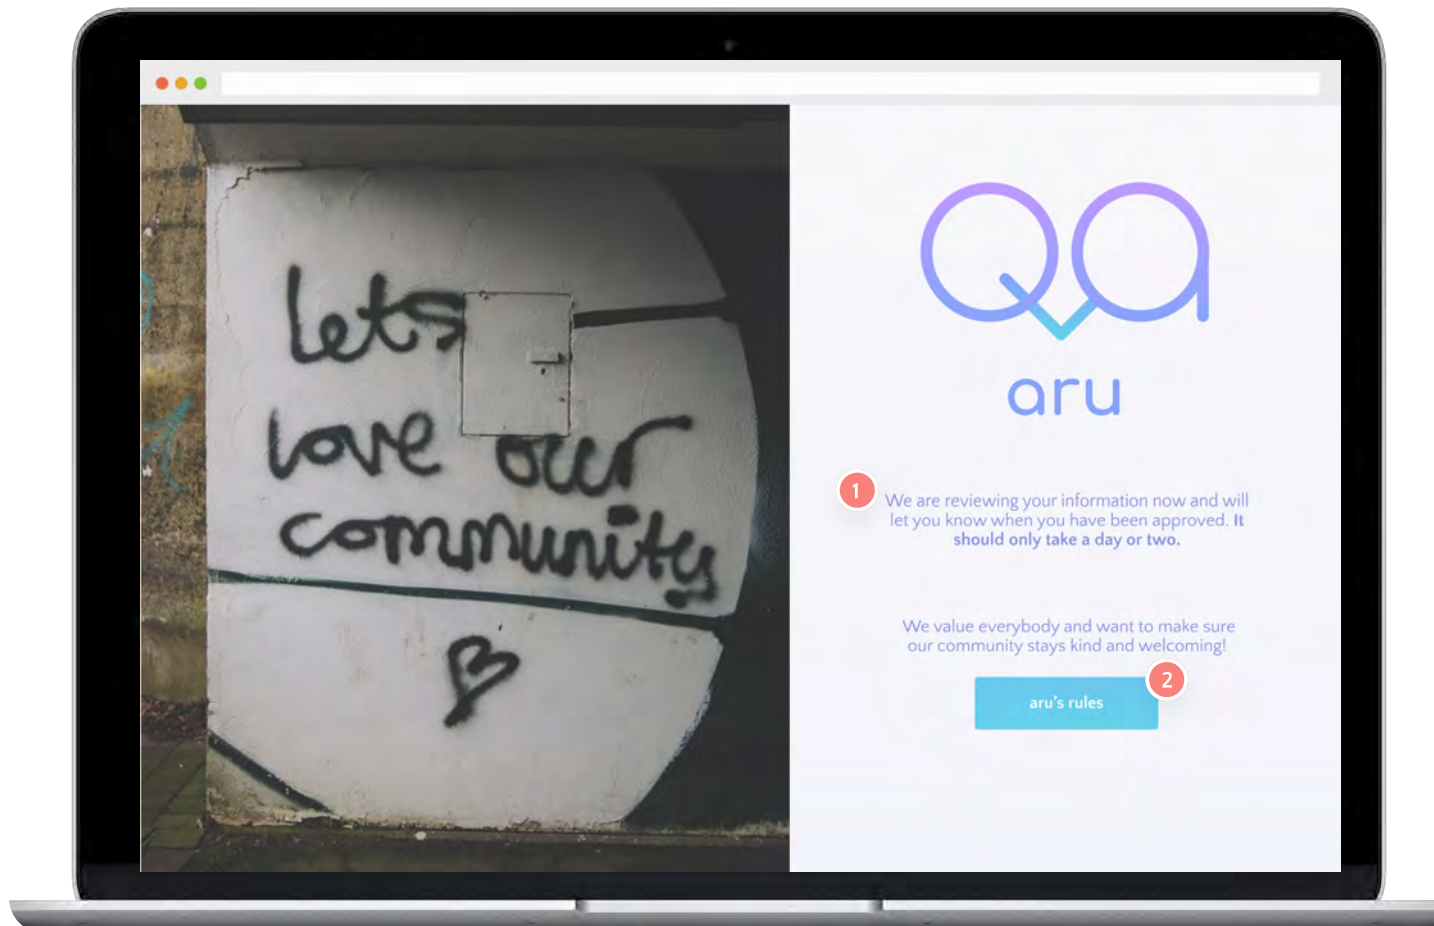 lets
love our
community
QA
aru
1
We are reviewing your information now and will
let you know when you have been approved. It
should only take a day or two.
We value everybody and want to make sure
our community stays kind and welcoming!
2
aru's rules